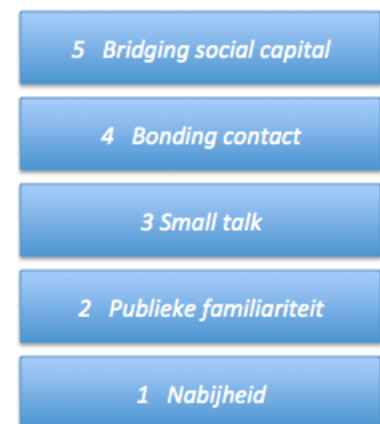 5 Bridging social capital
4 Bonding contact
3 Small talk
2 Publieke familiariteit
1 Nabijheid